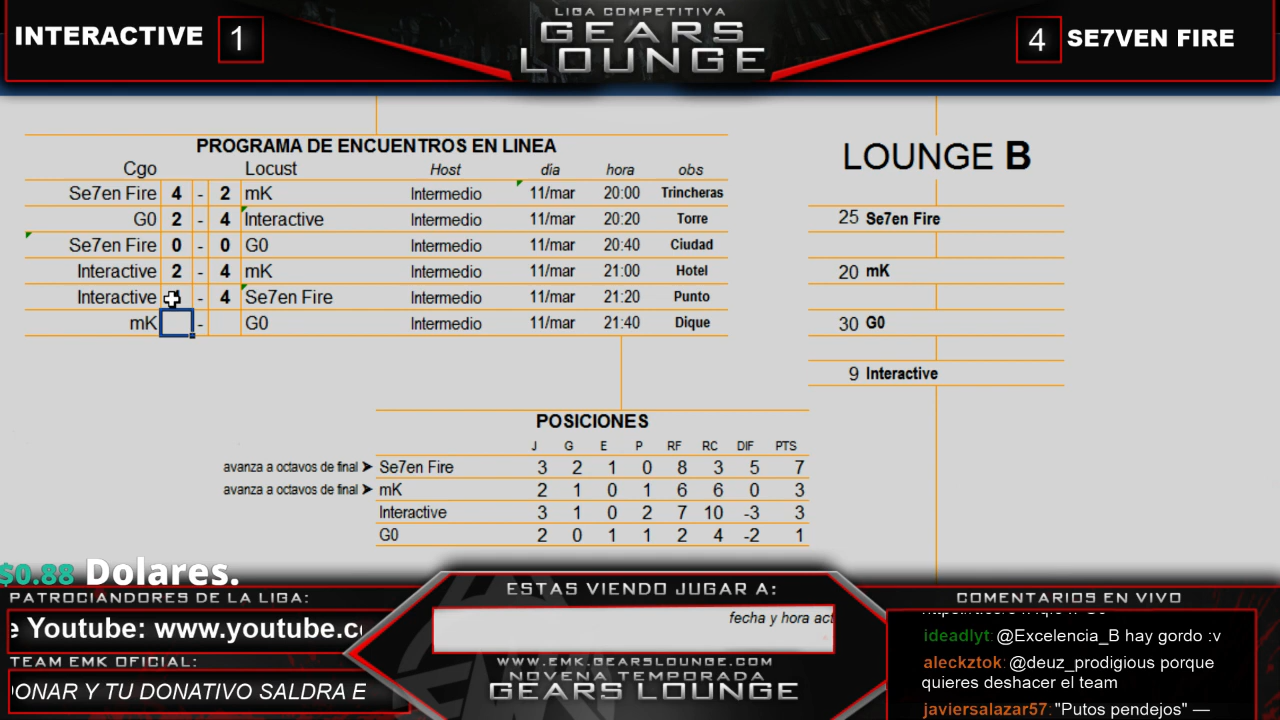 LIGA COMPETITIVA
INTERACTIVE 1 GEARS LOUNGE 4 SE7VEN FIRE
PROGRAMA DE ENCUENTROS EN LINEA
Cgo Locust Host dia hora obs
Se7en Fire 4 - 2 mK Intermedio 11/mar 20:00 Trincheras
G0 2 - 4 Interactive Intermedio 11/mar 20:20 Torre
Se7en Fire 0 - 0 G0 Intermedio 11/mar 20:40 Ciudad
Interactive 2 - 4 mK Intermedio 11/mar 21:00 Hotel
Interactive - 4 Se7en Fire Intermedio 11/mar 21:20 Punto
mK - G0 Intermedio 11/mar 21:40 Dique
LOUNGE B
25 Se7en Fire
20 mK
30 G0
9 Interactive
POSICIONES
J G E P RF RC DIF PTS
avanza a octavos de final ➤ Se7en Fire 3 2 1 0 8 3 5 7
avanza a octavos de final ➤ mK 2 1 0 1 6 6 0 3
Interactive 3 1 0 2 7 10 -3 3
G0 2 0 1 1 2 4 -2 1
$0.88 Dolares.
PATROCIANDORES DE LA LIGA:
e Youtube: www.youtube.c
TEAM EMK OFICIAL:
ONAR Y TU DONATIVO SALDRA E
ESTAS VIENDO JUGAR A:
fecha y hora act
WWW.EMK.GEARSLOUNGE.COM
NOVENA TEMPORADA
GEARS LOUNGE
COMENTARIOS EN VIVO
ideadlyt: @Excelencia_B hay gordo :v
aleckztok: @deuz_prodigious porque
quieres deshacer el team
javiersalazar57: "Putos pendejos" —